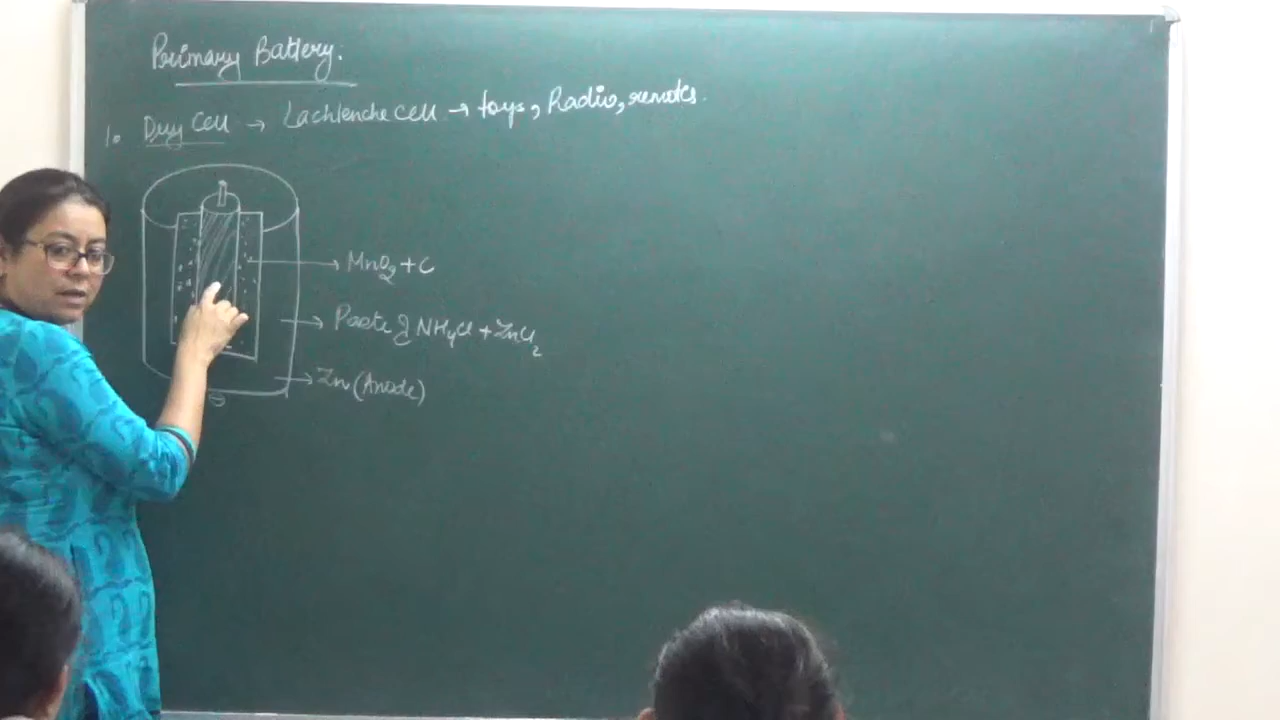 Primary Battery.
1. Dry Cell → Lachlenche cell → toys, Radio, remotes.
MnO₂ + C
Paste of NH₄Cl + ZnCl₂
Zn (Anode)
⊖